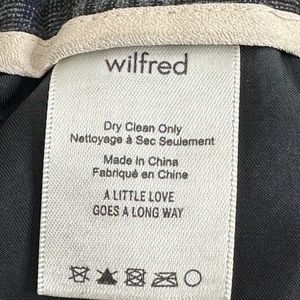 wilfred
Dry Clean Only
Nettoyage à Sec Seulement
Made in China
Fabriqué en Chine
A LITTLE LOVE
GOES A LONG WAY